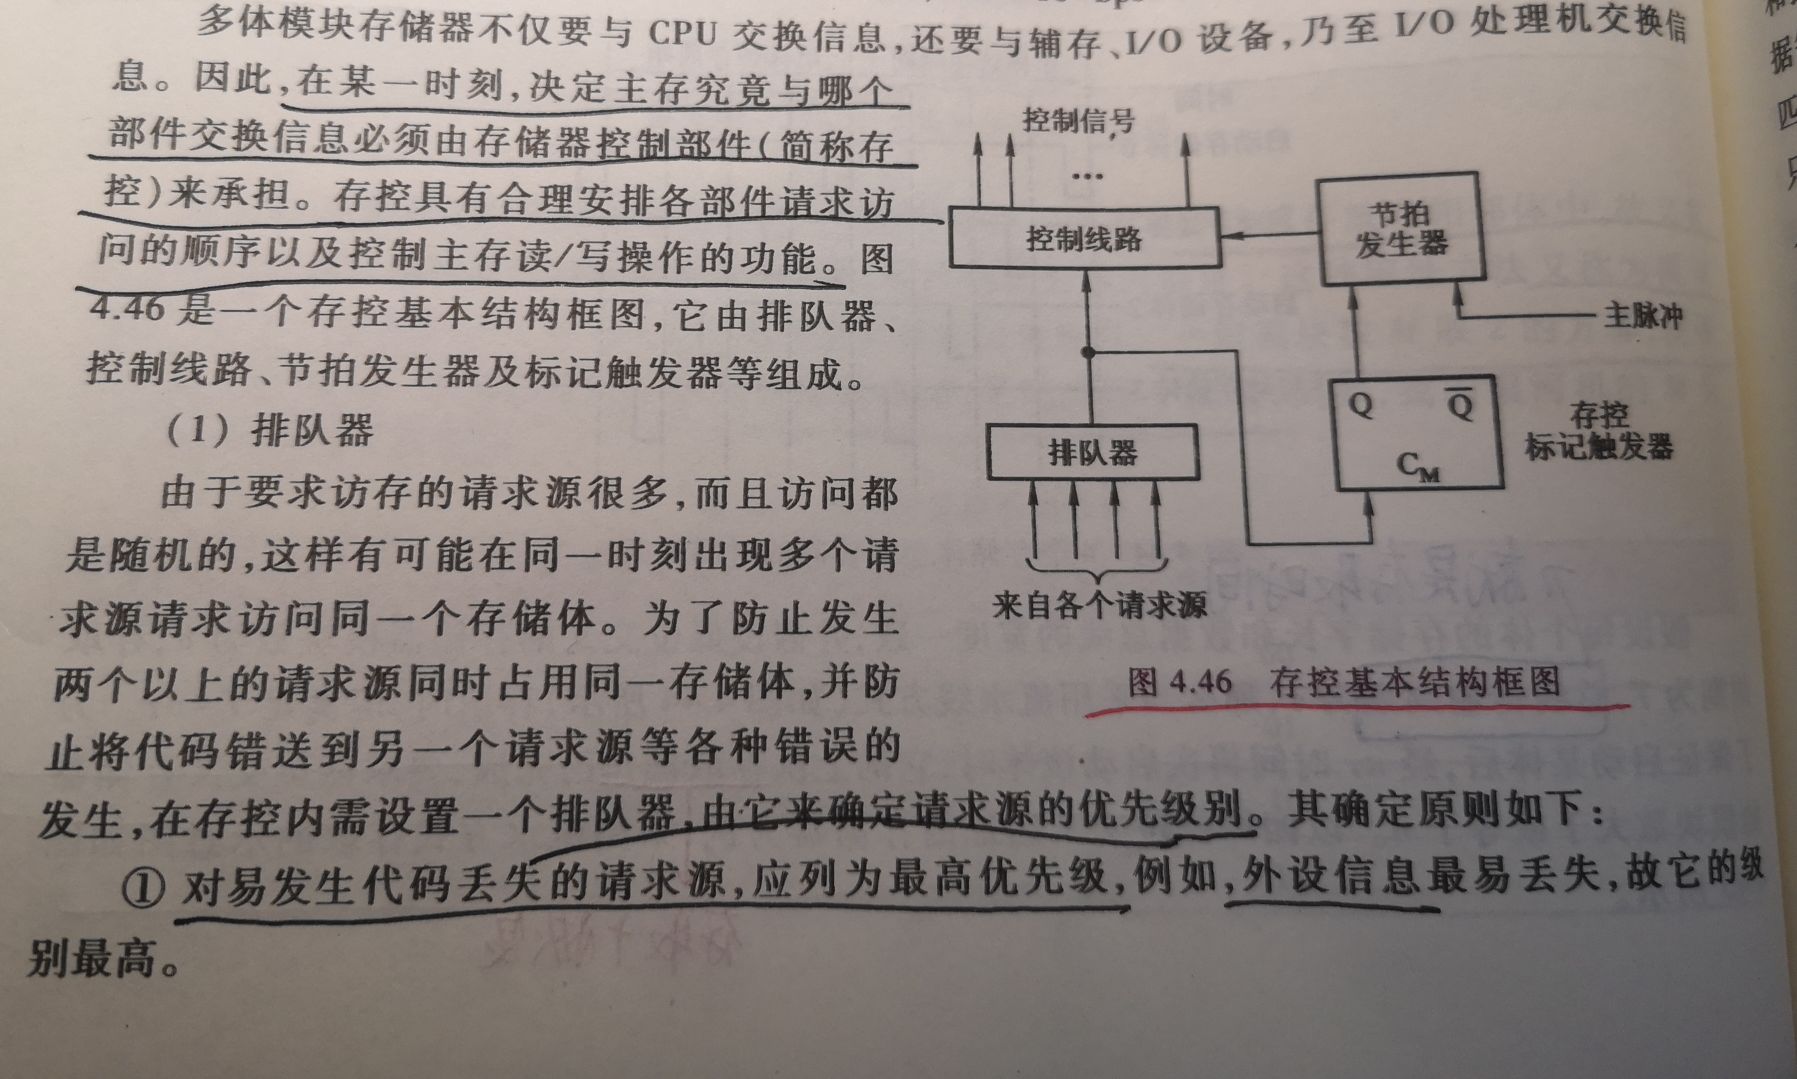 多体模块存储器不仅要与 CPU 交换信息,还要与辅存、I/O 设备,乃至 I/O 处理机交换信
息。因此,在某一时刻,决定主存究竟与哪个
部件交换信息必须由存储器控制部件(简称存
控)来承担。存控具有合理安排各部件请求访
问的顺序以及控制主存读/写操作的功能。图
4.46 是一个存控基本结构框图,它由排队器、
控制线路、节拍发生器及标记触发器等组成。
(1) 排队器
由于要求访存的请求源很多,而且访问都
是随机的,这样有可能在同一时刻出现多个请
求源请求访问同一个存储体。为了防止发生
两个以上的请求源同时占用同一存储体,并防
止将代码错送到另一个请求源等各种错误的
发生,在存控内需设置一个排队器,由它来确定请求源的优先级别。其确定原则如下:
① 对易发生代码丢失的请求源,应列为最高优先级,例如,外设信息最易丢失,故它的级
别最高。
控制信号
…
控制线路
节拍
发生器
主脉冲
Q Q̅
C_M
存控
标记触发器
排队器
来自各个请求源
图 4.46 存控基本结构框图